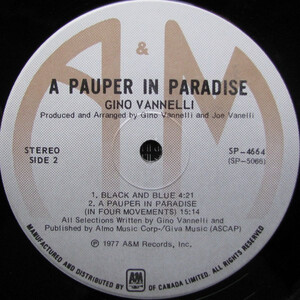 A&M
A PAUPER IN PARADISE
GINO VANNELLI
Produced and Arranged by Gino Vannelli and Joe Vanelli
STEREO
SIDE 2
SP-4664
(SP-5066)
1. BLACK AND BLUE 4:21
2. A PAUPER IN PARADISE
(IN FOUR MOVEMENTS) 15:14
All Selections Written by Gino Vannelli and
Published by Almo Music Corp-/Giva Music (ASCAP)
℗ 1977 A&M Records, Inc.
MANUFACTURED AND DISTRIBUTED BY A&M RECORDS OF CANADA LIMITED. ALL RIGHTS RESERVED.